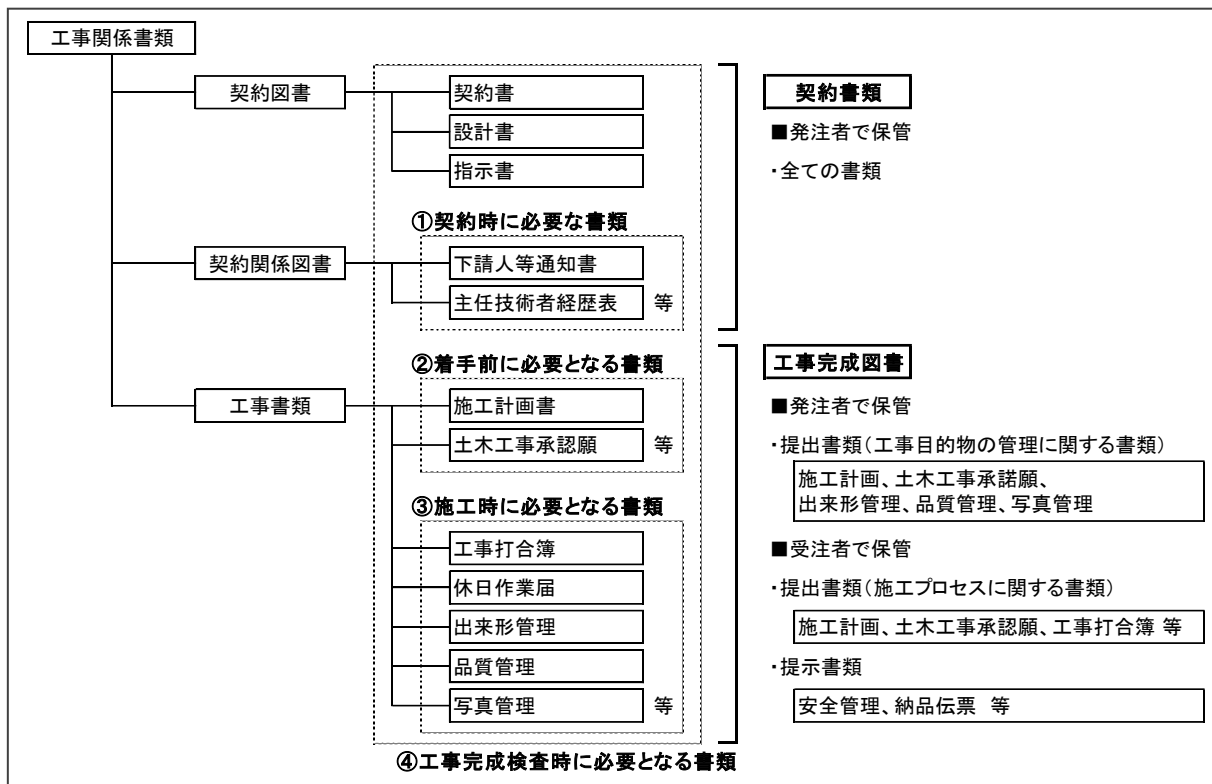 工事関係書類
契約図書
契約書
設計書
指示書
①契約時に必要な書類
契約関係図書
下請人等通知書
主任技術者経歴表 等
②着手前に必要となる書類
工事書類
施工計画書
土木工事承認願 等
③施工時に必要となる書類
工事打合簿
休日作業届
出来形管理
品質管理
写真管理 等
④工事完成検査時に必要となる書類
契約書類
■発注者で保管
・全ての書類
工事完成図書
■発注者で保管
・提出書類(工事目的物の管理に関する書類)
施工計画、土木工事承諾願、
出来形管理、品質管理、写真管理
■受注者で保管
・提出書類(施工プロセスに関する書類)
施工計画、土木工事承認願、工事打合簿 等
・提示書類
安全管理、納品伝票 等